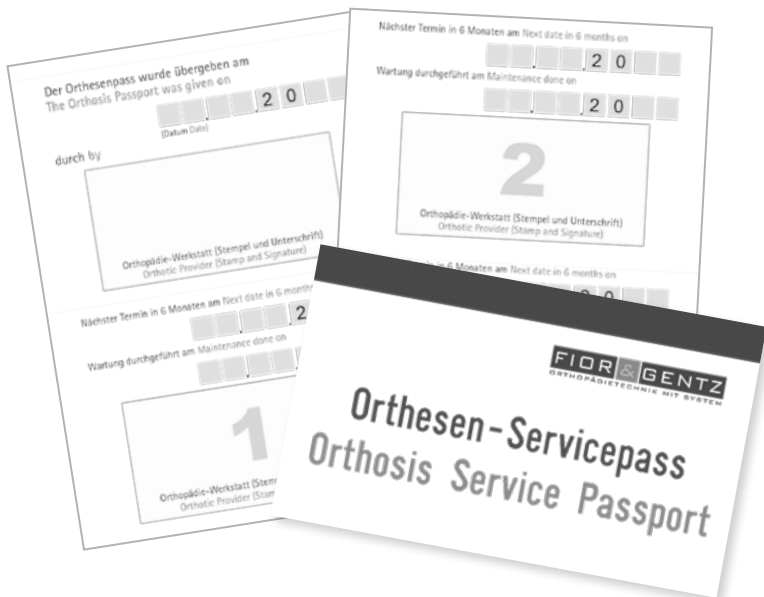 Der Orthesenpass wurde übergeben am
The Orthosis Passport was given on
20
(Datum Date)
durch by
Orthopädie-Werkstatt (Stempel und Unterschrift)
Orthotic Provider (Stamp and Signature)
Nächster Termin in 6 Monaten am Next date in 6 month
2
Wartung durchgeführt am Maintenance done on
1
Orthopädie-Werkstatt (Stem
Orthotic Provider (Stam
Nächster Termin in 6 Monaten am Next date in 6 months on
20
Wartung durchgeführt am Maintenance done on
20
2
Orthopädie-Werkstatt (Stempel und Unterschrift)
Orthotic Provider (Stamp and Signature)
in 6 Monaten am Next date in 6 months on
20
FIOR & GENTZ
ORTHOPÄDIETECHNIK MIT SYSTEM
Orthesen-Servicepass
Orthosis Service Passport